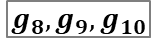 g₈, g₉, g₁₀